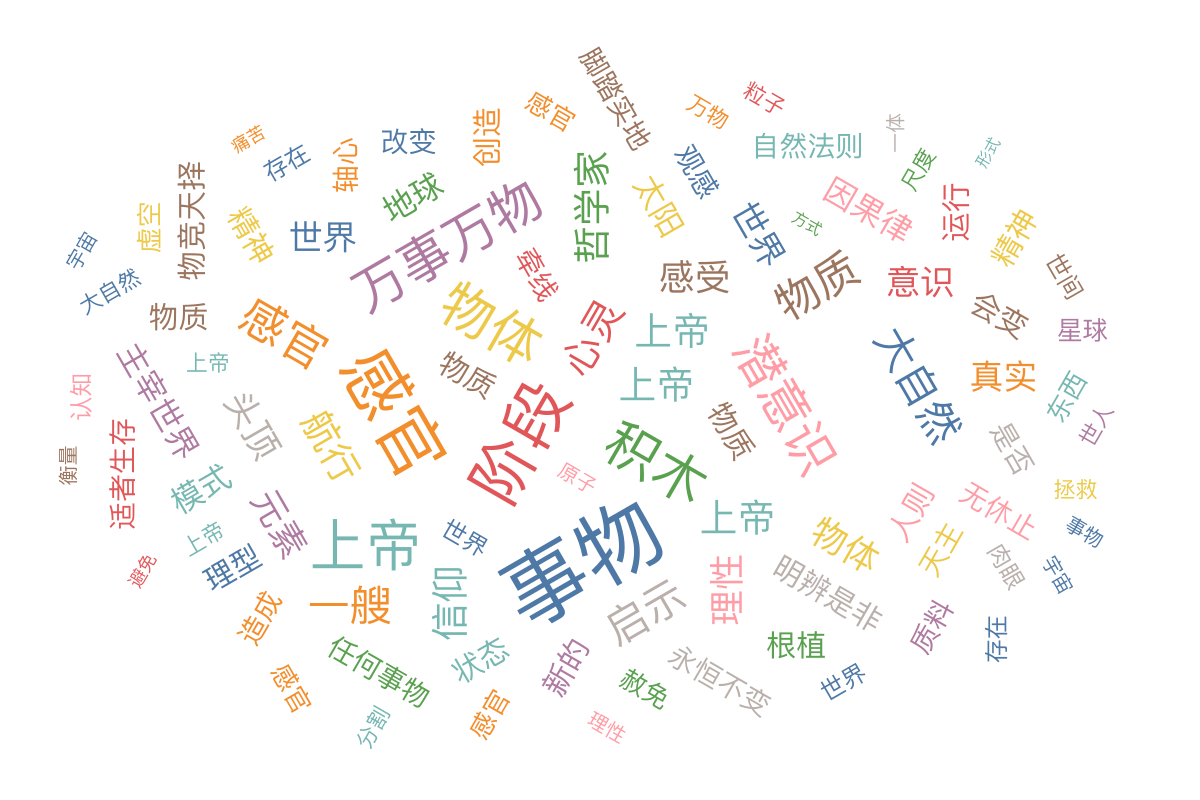 脚踏实地
粒子
万物
感官
创造
一体
痛苦
改变
自然法则
形式
存在
轴心
尺度
观感
物竞天择
地球
哲学家
太阳
因果律
运行
虚空
精神
世界
万事万物
世界
方式
精神
宇宙
牵线
感受
物质
意识
世间
大自然
物质
感官
物体
心灵
上帝
会变
星球
上帝
物质
上帝
潜意识
大自然
真实
东西
主宰世界
认知
头顶
航行
感官
阶段
积木
物质
是否
世人
衡量
适者生存
模式
元素
原子
拯救
上帝
理型
上帝
世界
事物
上帝
物体
人则
无休止
天主
事物
避免
一艘
信仰
启示
理性
明辨是非
肉眼
宇宙
造成
任何事物
状态
新的
赦免
永恒不变
根植
世界
质料
存在
感官
分割
感官
理性